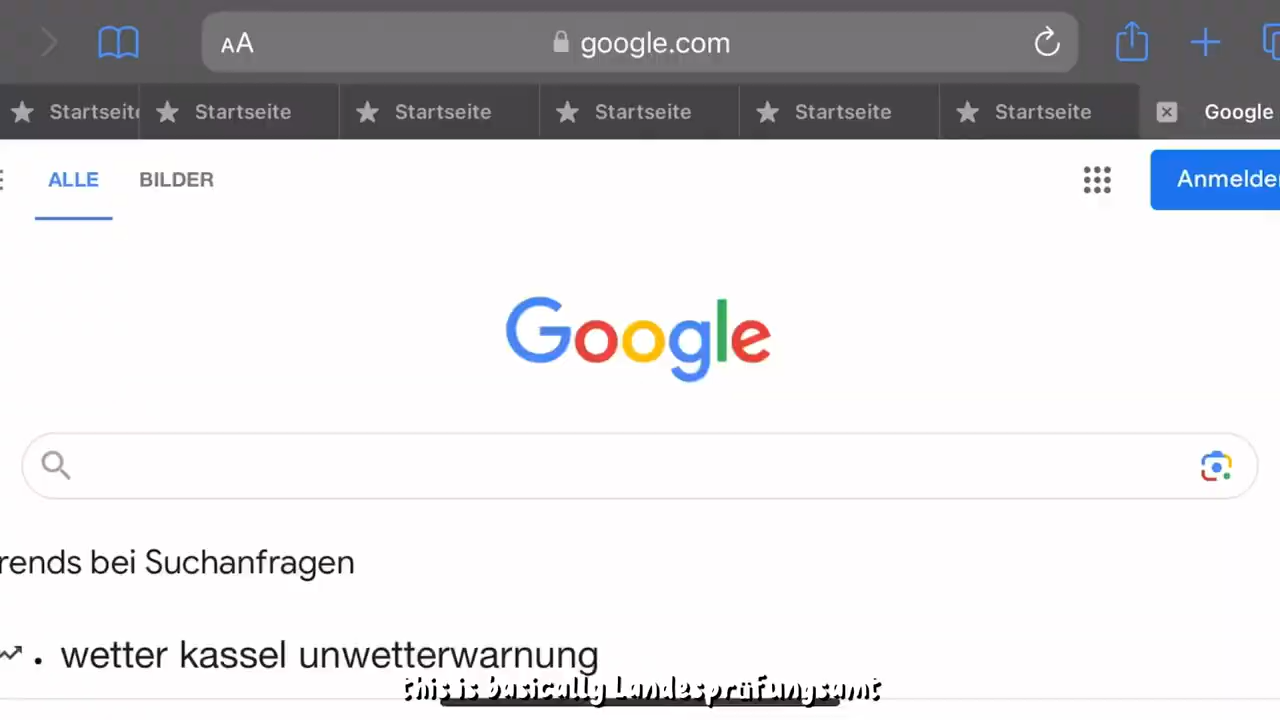 AA google.com
Startseite Startseite Startseite Startseite Startseite Google
ALLE BILDER Anmelden
Google
rends bei Suchanfragen
wetter kassel unwetterwarnung
this is basically Landesprüfungsamt